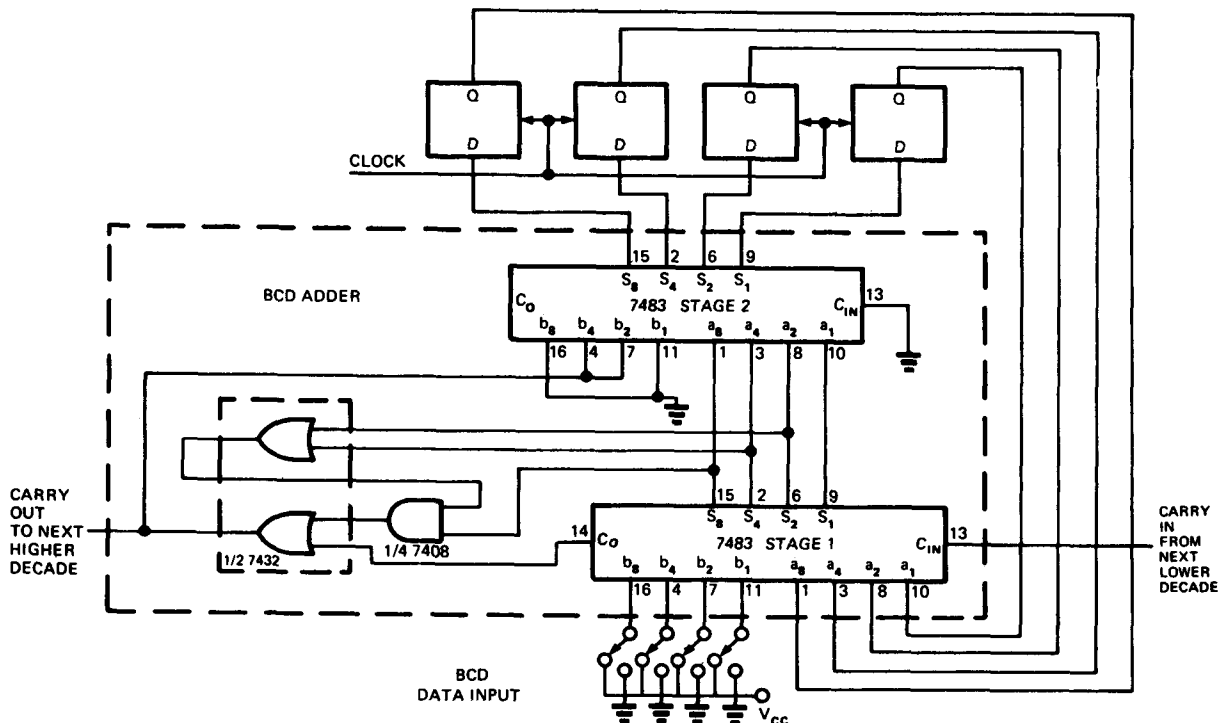 Q Q Q Q
D D D D
CLOCK
15 2 6 9
S8 S4 S2 S1
BCD ADDER
CO 7483 STAGE 2 CIN 13
b8 b4 b2 b1 a8 a4 a2 a1
16 4 7 11 1 3 8 10
CARRY
OUT
TO NEXT
HIGHER
DECADE
1/2 7432
1/4 7408
15 2 6 9
S8 S4 S2 S1
14 CO 7483 STAGE 1 CIN 13
b8 b4 b2 b1 a8 a4 a2 a1
16 4 7 11 1 3 8 10
CARRY
IN
FROM
NEXT
LOWER
DECADE
BCD
DATA INPUT
VCC